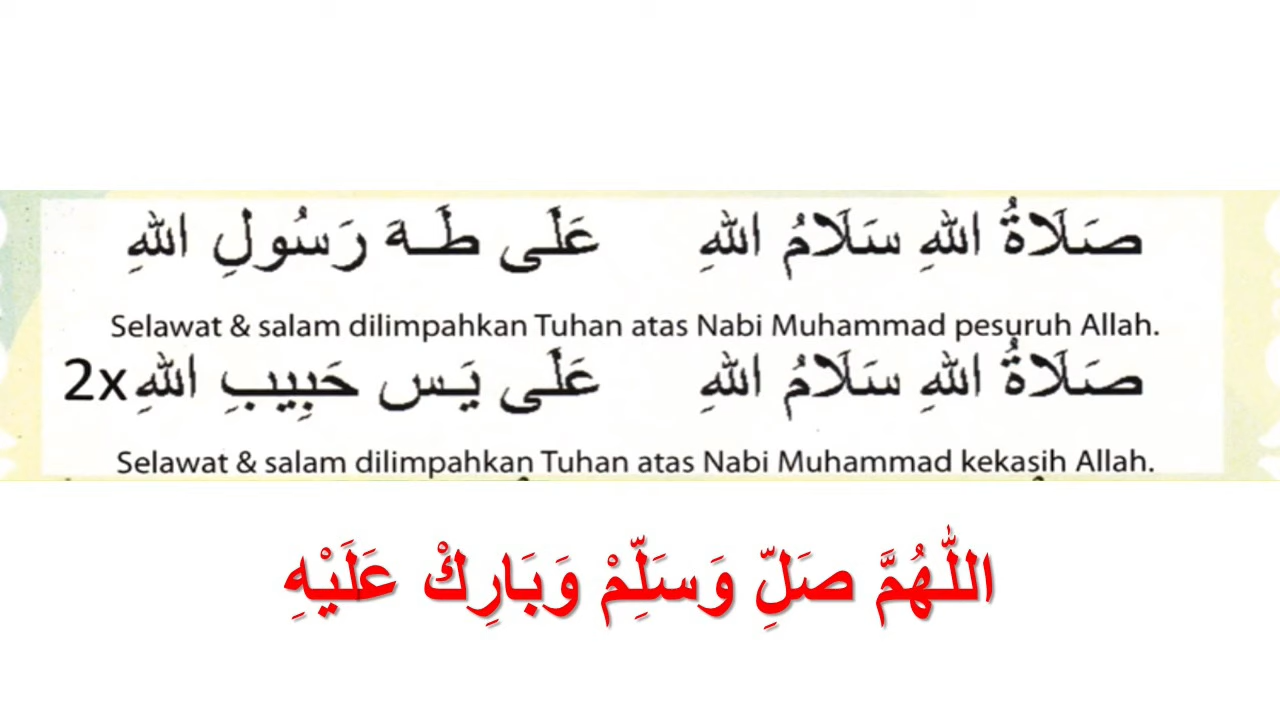 صَلَاةُ اللهِ سَلَامُ اللهِ عَلَى طَهَ رَسُولِ اللهِ
Selawat & salam dilimpahkan Tuhan atas Nabi Muhammad pesuruh Allah.
صَلَاةُ اللهِ سَلَامُ اللهِ عَلَى يَس حَبِيبِ اللهِ 2x
Selawat & salam dilimpahkan Tuhan atas Nabi Muhammad kekasih Allah.
اللّٰهُمَّ صَلِّ وَسَلِّمْ وَبَارِكْ عَلَيْهِ